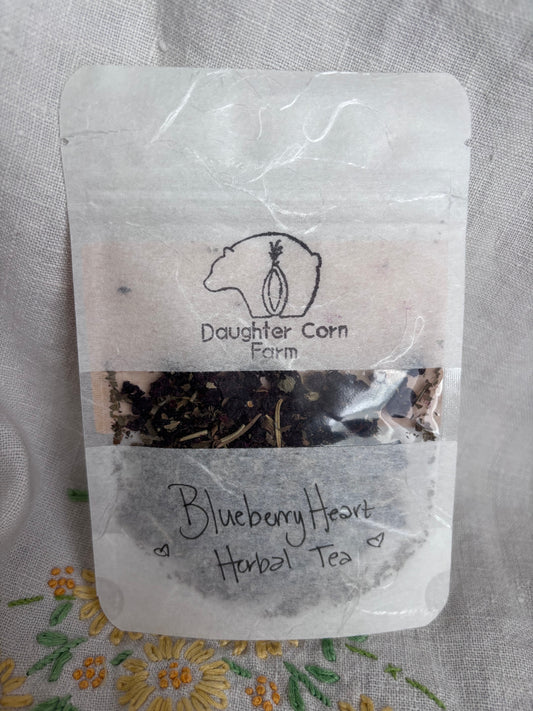 Daughter Corn
Farm
Blueberry Heart
Herbal Tea